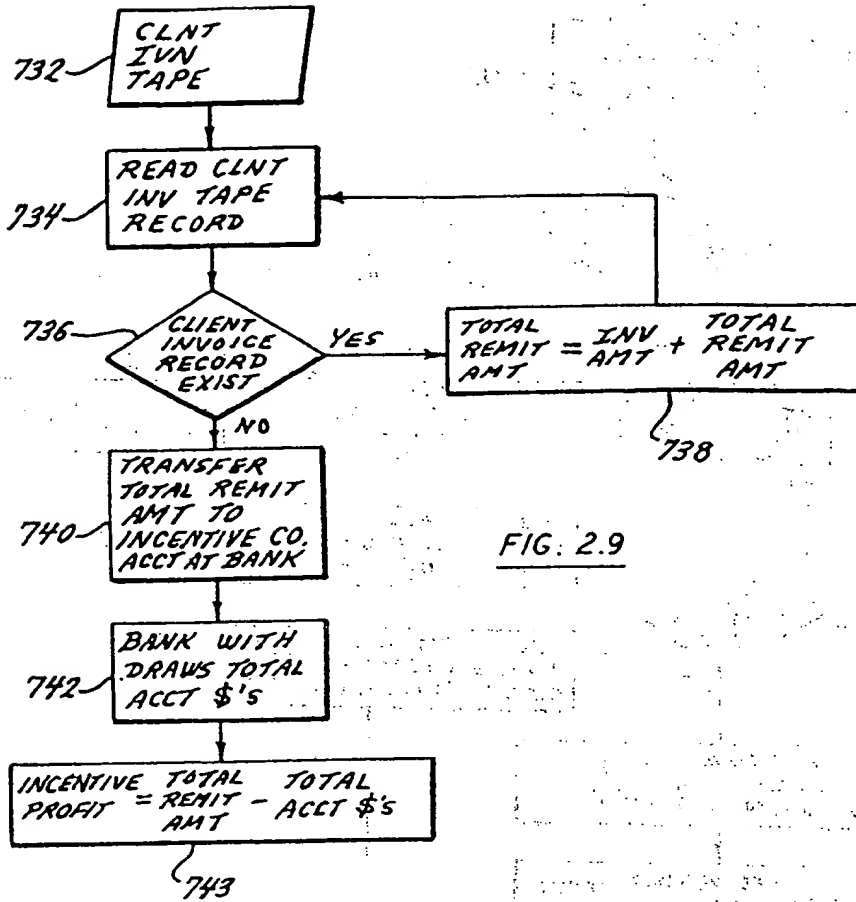 CLNT
IVN
TAPE
732
READ CLNT
INV TAPE
RECORD
734
CLIENT
INVOICE
RECORD
EXIST
736
YES
TOTAL REMIT AMT = INV AMT + TOTAL REMIT AMT
738
NO
TRANSFER
TOTAL REMIT
AMT TO
INCENTIVE CO.
ACCT AT BANK
740
FIG. 2.9
BANK WITH
DRAWS TOTAL
ACCT $'S
742
INCENTIVE PROFIT = TOTAL REMIT AMT - TOTAL ACCT $'S
743